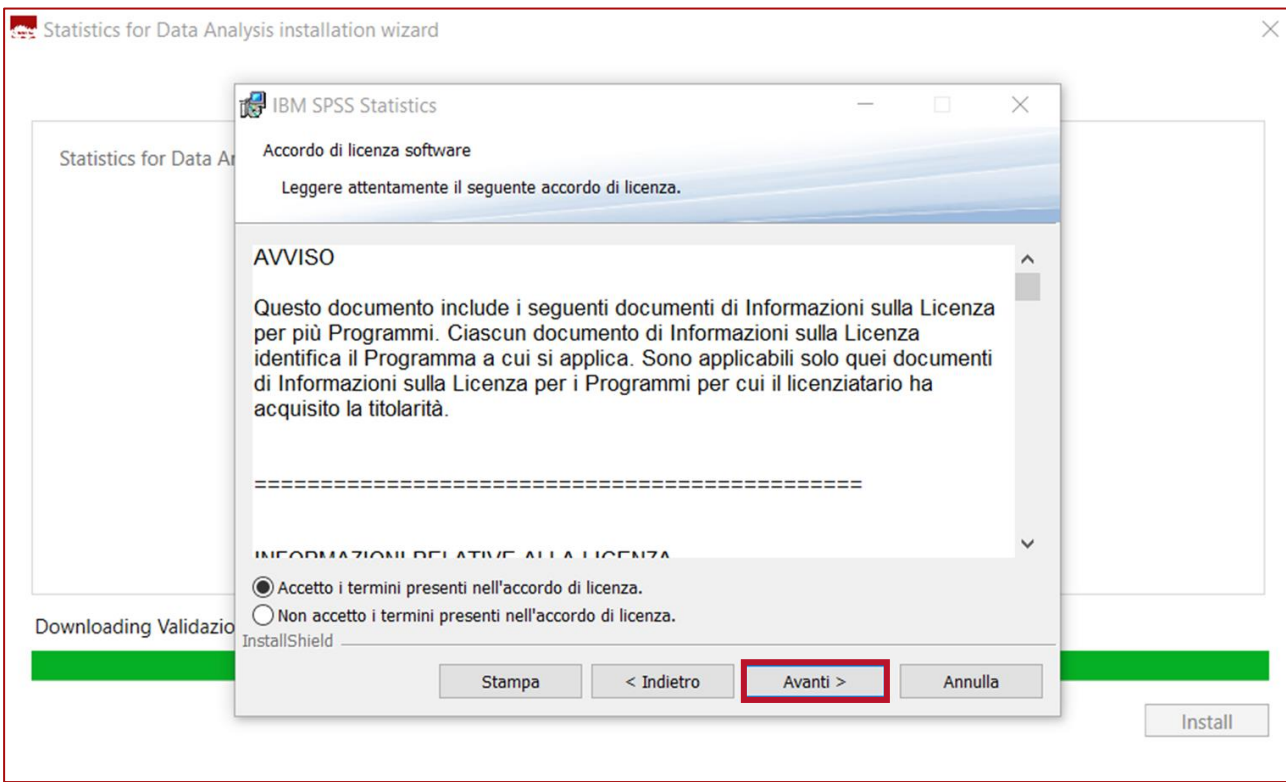 Statistics for Data Analysis installation wizard
IBM SPSS Statistics
Statistics for Data
Accordo di licenza software
Leggere attentamente il seguente accordo di licenza.
AVVISO
Questo documento include i seguenti documenti di Informazioni sulla Licenza
per più Programmi. Ciascun documento di Informazioni sulla Licenza
identifica il Programma a cui si applica. Sono applicabili solo quei documenti
di Informazioni sulla Licenza per i Programmi per cui il licenziatario ha
acquisito la titolarità.
==============================================
INFORMAZIONI RELATIVE ALLA LICENZA
Accetto i termini presenti nell'accordo di licenza.
Non accetto i termini presenti nell'accordo di licenza.
Downloading Validazio
InstallShield
Stampa
< Indietro
Avanti >
Annulla
Install